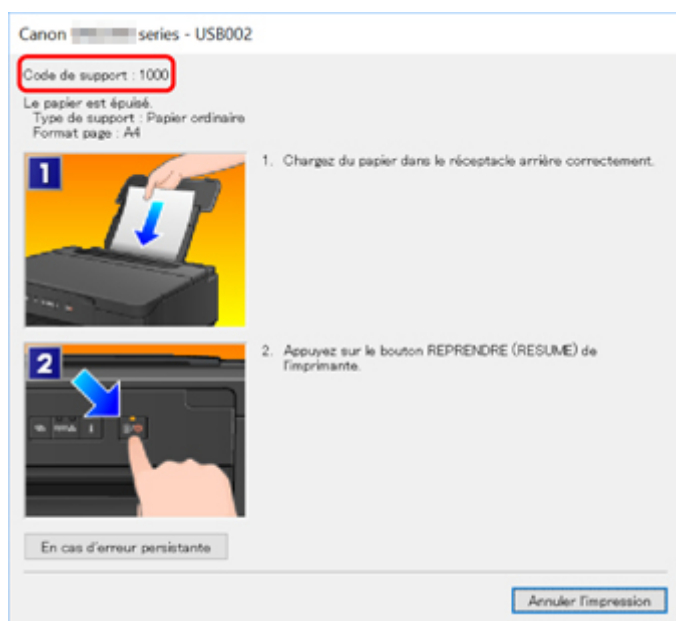 Canon series - USB002
Code de support : 1000
Le papier est épuisé.
Type de support : Papier ordinaire
Format page : A4
1
1. Chargez du papier dans le réceptacle arrière correctement.
2
2. Appuyez sur le bouton REPRENDRE (RESUME) de
l'imprimante.
En cas d'erreur persistante
Annuler l'impression